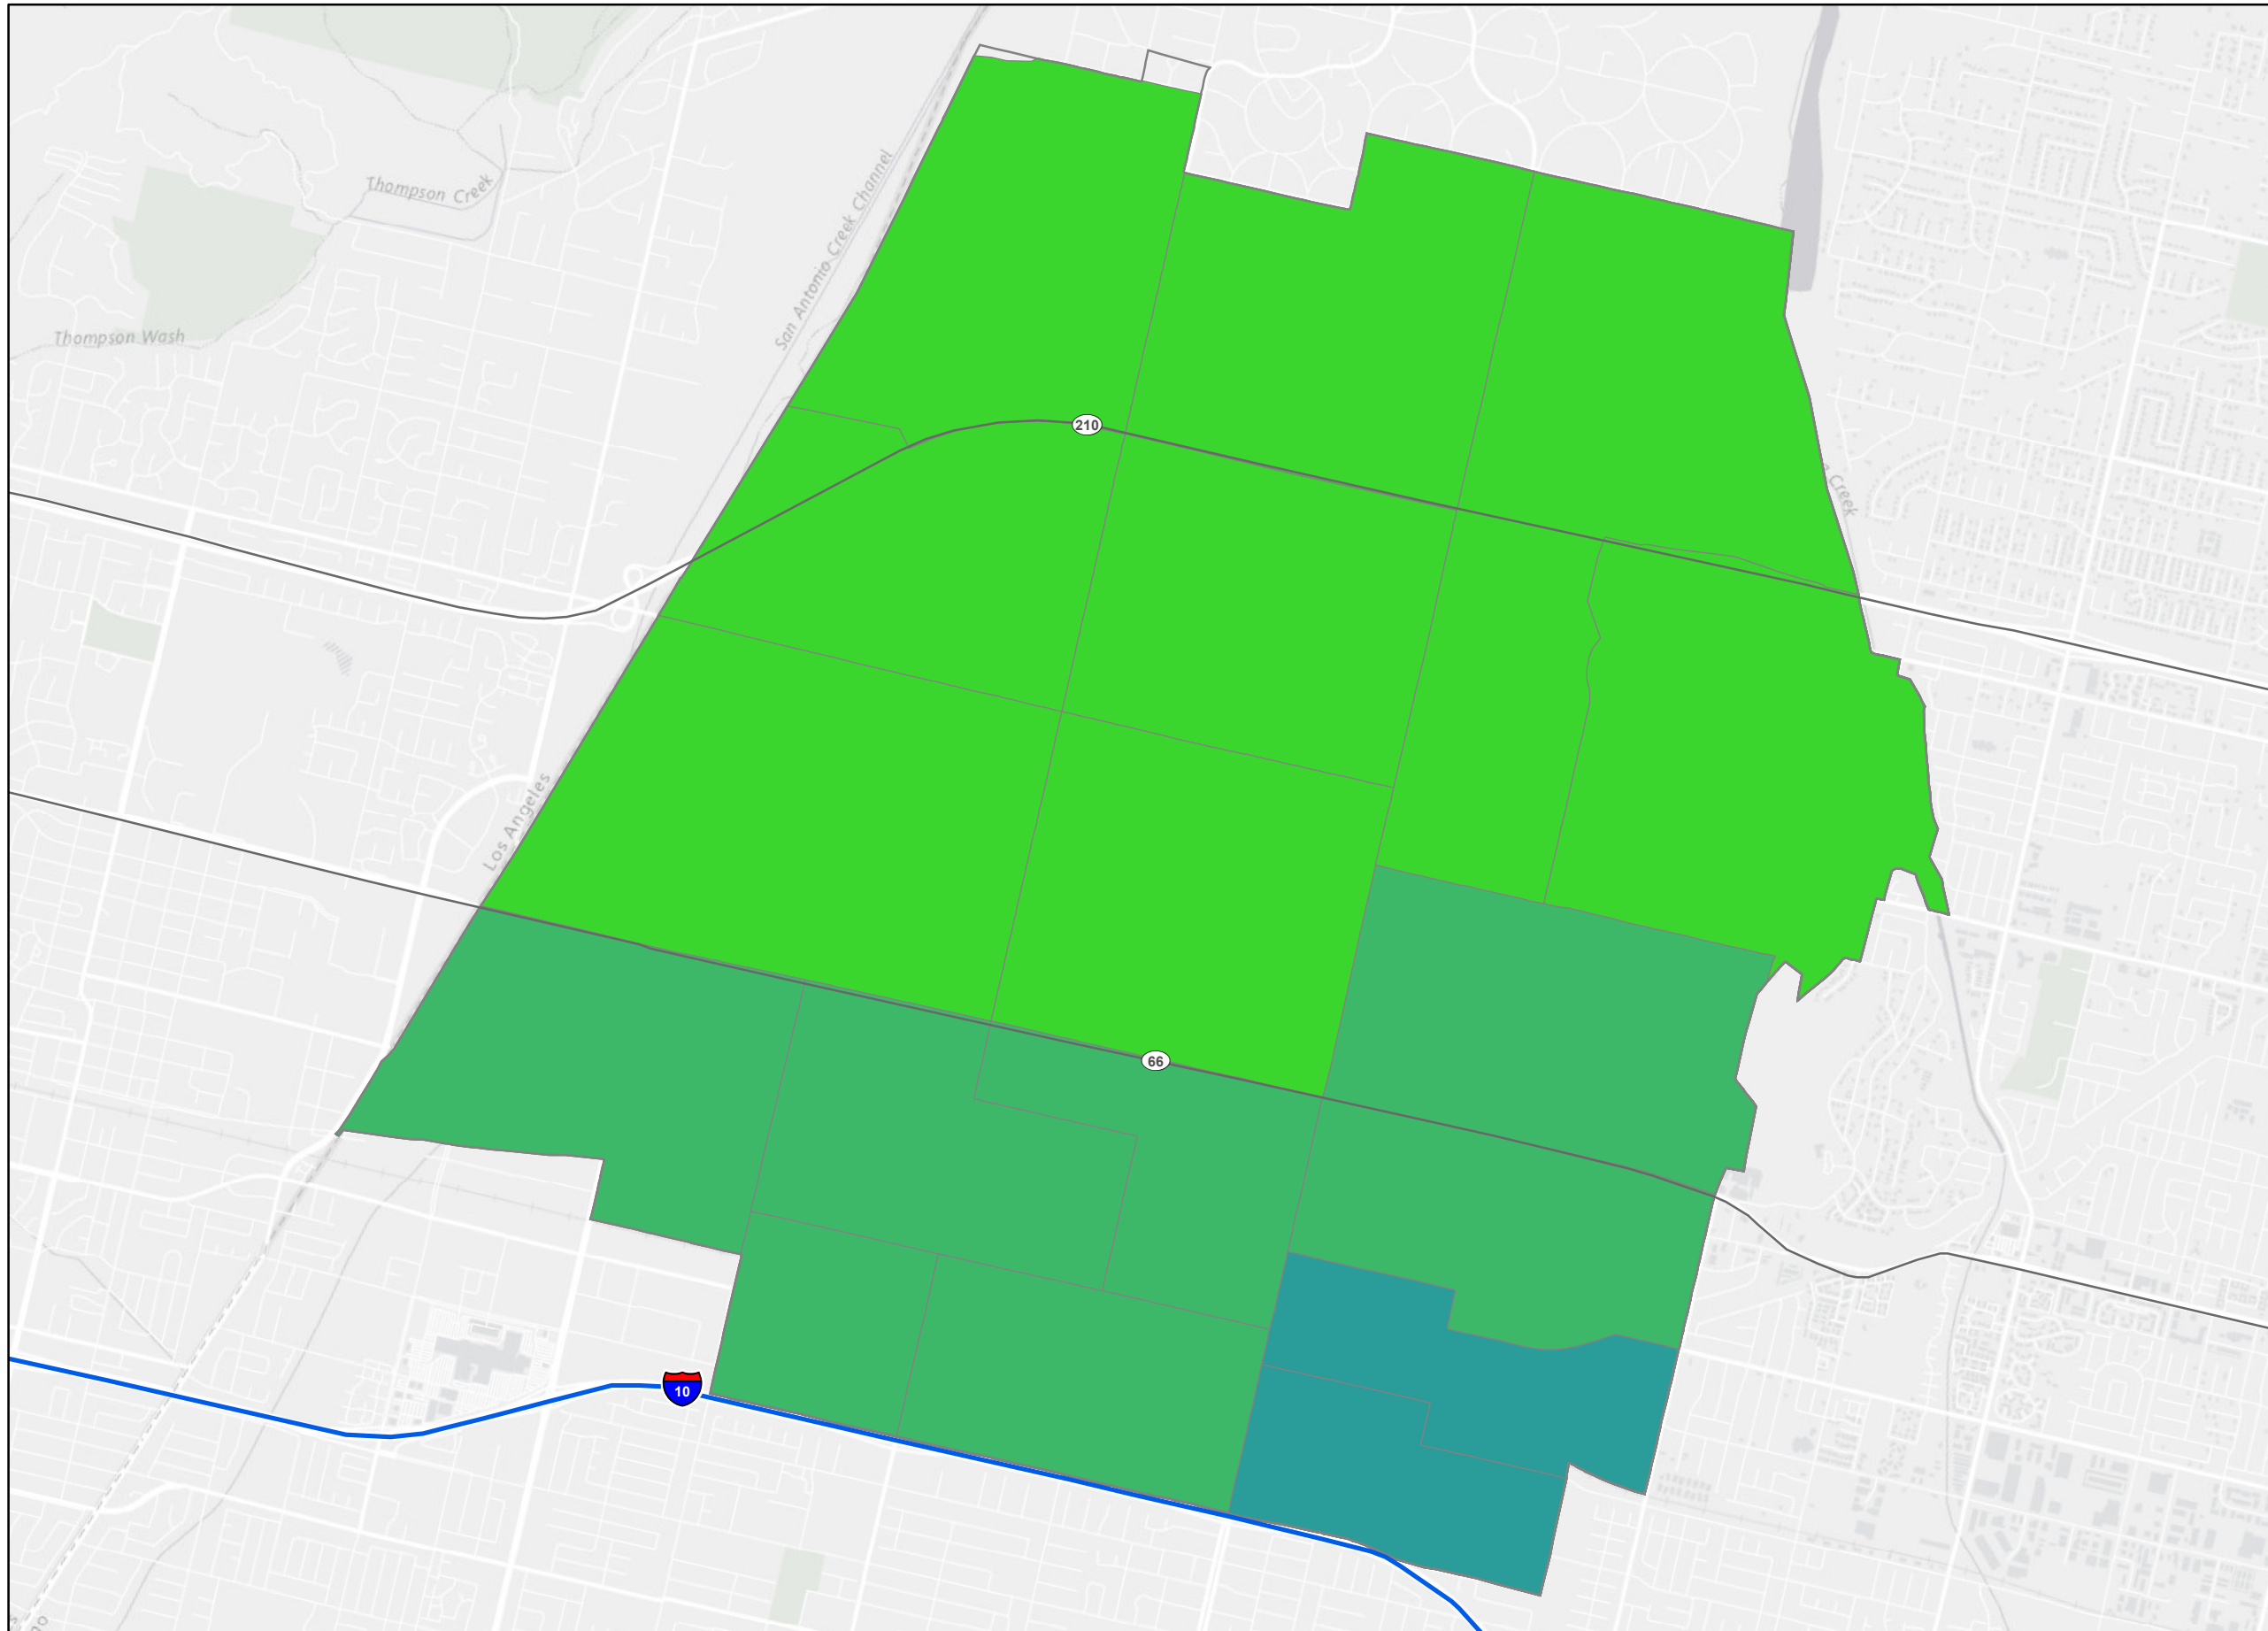 Thompson Creek
San Antonio Creek Channel
Thompson Wash
210
Creek
Los Angeles
66
10